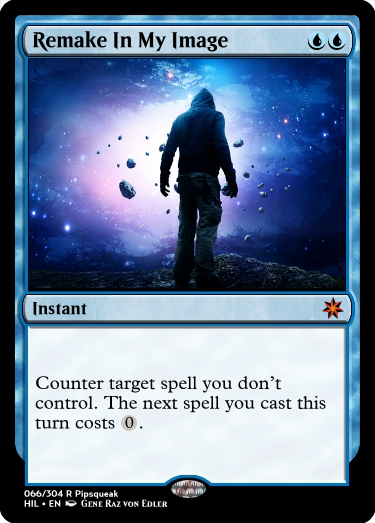 Remake In My Image
Instant
Counter target spell you don't
control. The next spell you cast this
turn costs 0.
066/304 R Pipsqueak
HIL • EN Gene Raz von Edler